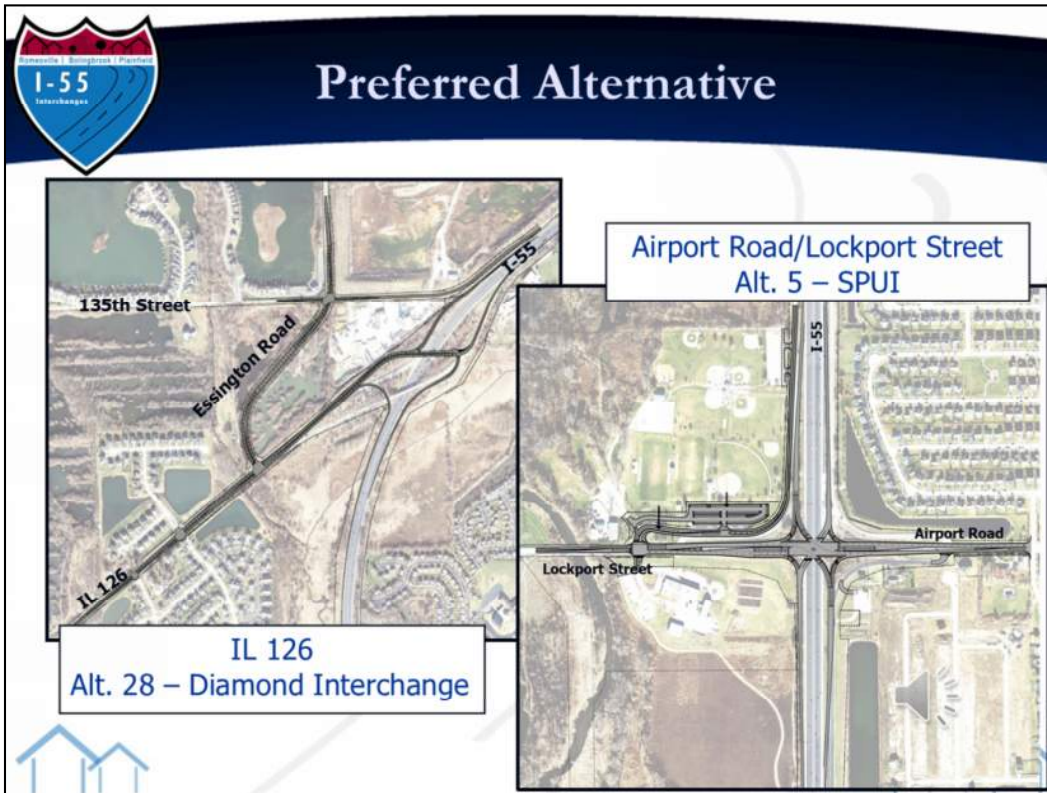 Romeoville | Bolingbrook | Plainfield
I-55
Interchanges
Preferred Alternative
135th Street
Essington Road
I-55
IL 126
IL 126
Alt. 28 – Diamond Interchange
Airport Road/Lockport Street
Alt. 5 – SPUI
I-55
Airport Road
Lockport Street